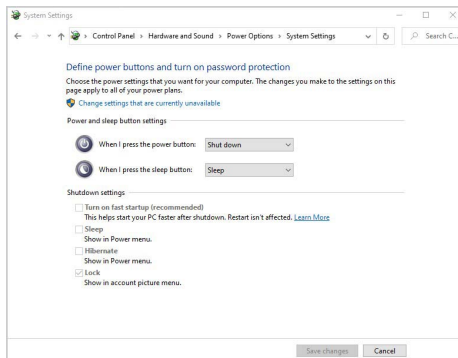 System Settings
Control Panel > Hardware and Sound > Power Options > System Settings
Search C...
Define power buttons and turn on password protection
Choose the power settings that you want for your computer. The changes you make to the settings on this
page apply to all of your power plans.
Change settings that are currently unavailable
Power and sleep button settings
When I press the power button: Shut down
When I press the sleep button: Sleep
Shutdown settings
Turn on fast startup (recommended)
This helps start your PC faster after shutdown. Restart isn't affected. Learn More
Sleep
Show in Power menu.
Hibernate
Show in Power menu.
Lock
Show in account picture menu.
Save changes Cancel